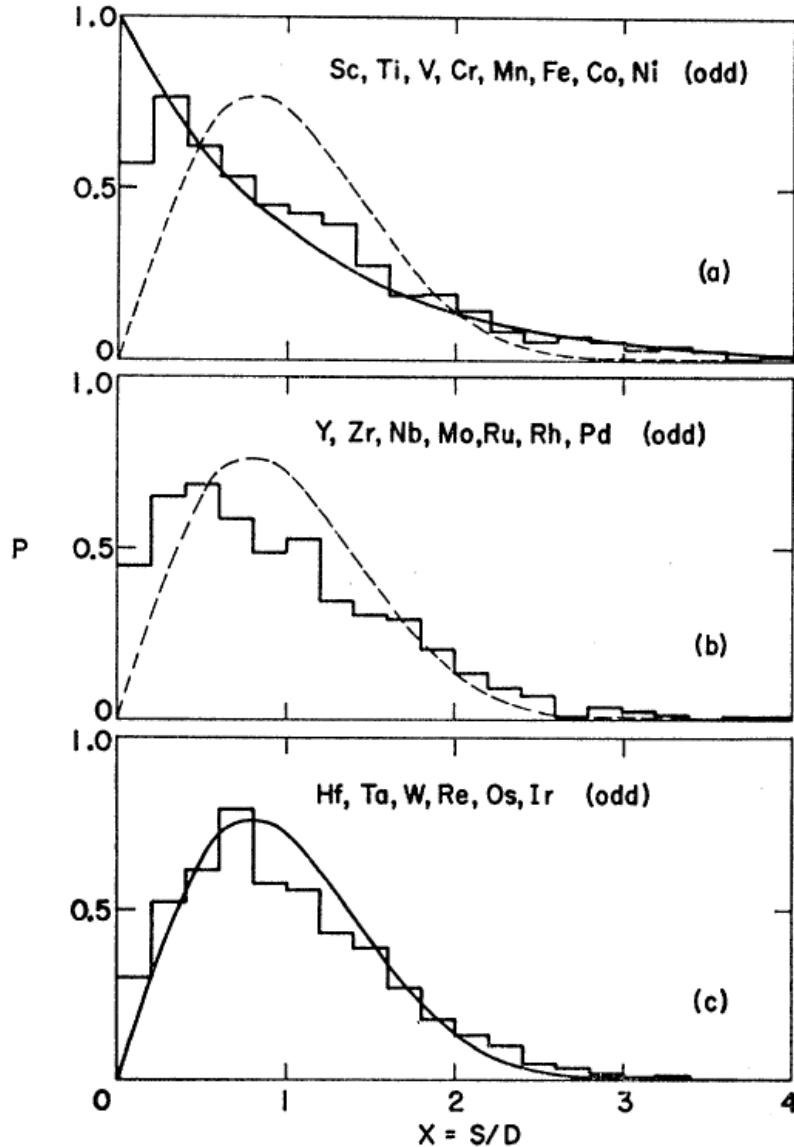 1.0
Sc, Ti, V, Cr, Mn, Fe, Co, Ni (odd)
0.5
(a)
0
1.0
Y, Zr, Nb, Mo,Ru, Rh, Pd (odd)
P
0.5
(b)
0
1.0
Hf, Ta, W, Re, Os, Ir (odd)
0.5
(c)
0 1 2 3 4
X = S/D